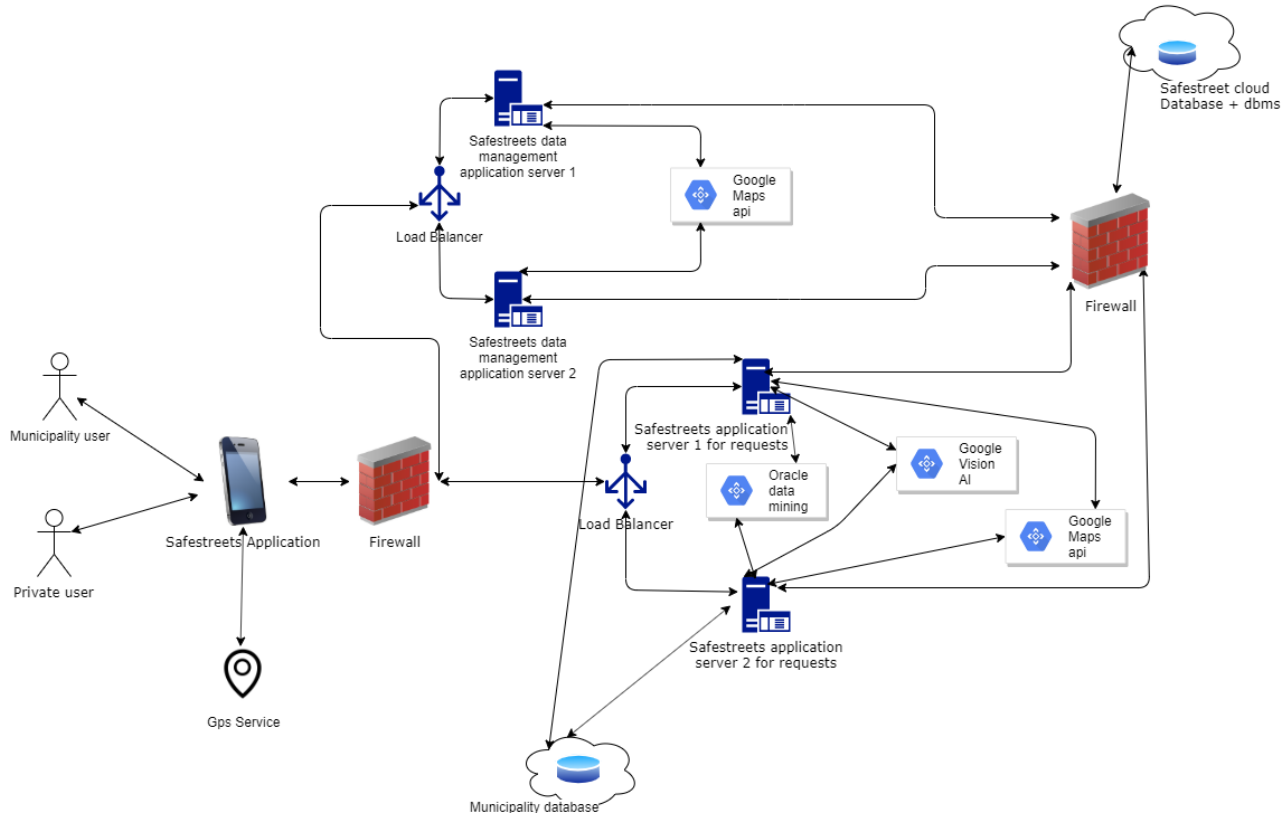 Safestreet cloud
Database + dbms
Safestreets data
management
application server 1
Google
Maps
api
Load Balancer
Firewall
Safestreets data
management
application server 2
Municipality user
Safestreets application
server 1 for requests
Google
Vision
AI
Oracle
data
mining
Load Balancer
Google
Maps
api
Safestreets Application
Firewall
Private user
Safestreets application
server 2 for requests
Gps Service
Municipality database